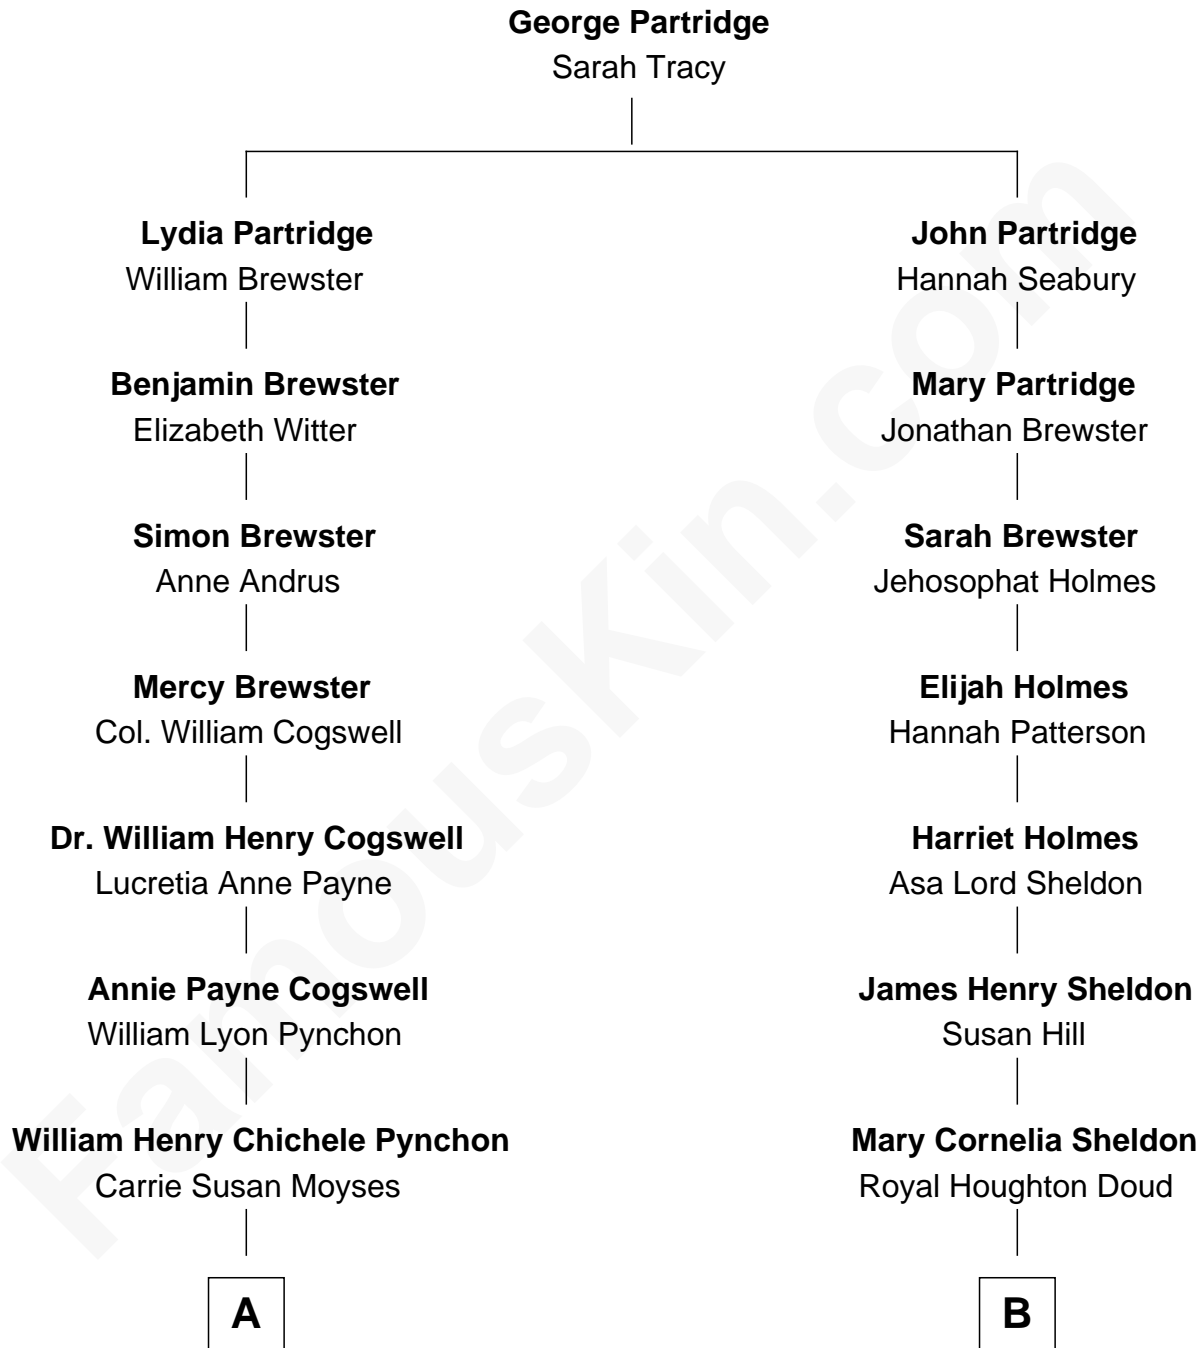 George Partridge
Sarah Tracy
Lydia Partridge
William Brewster
John Partridge
Hannah Seabury
Benjamin Brewster
Elizabeth Witter
Mary Partridge
Jonathan Brewster
Simon Brewster
Anne Andrus
Sarah Brewster
Jehosophat Holmes
Mercy Brewster
Col. William Cogswell
Elijah Holmes
Hannah Patterson
Dr. William Henry Cogswell
Lucretia Anne Payne
Harriet Holmes
Asa Lord Sheldon
Annie Payne Cogswell
William Lyon Pynchon
James Henry Sheldon
Susan Hill
William Henry Chichele Pynchon
Carrie Susan Moyses
Mary Cornelia Sheldon
Royal Houghton Doud
A
B
FamousKin.com